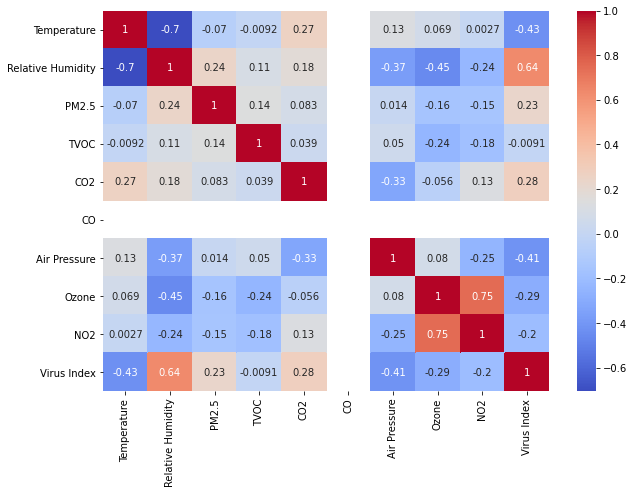 Temperature 1 -0.7 -0.07 -0.0092 0.27 0.13 0.069 0.0027 -0.43
Relative Humidity -0.7 1 0.24 0.11 0.18 -0.37 -0.45 -0.24 0.64
PM2.5 -0.07 0.24 1 0.14 0.083 0.014 -0.16 -0.15 0.23
TVOC -0.0092 0.11 0.14 1 0.039 0.05 -0.24 -0.18 -0.0091
CO2 0.27 0.18 0.083 0.039 1 -0.33 -0.056 0.13 0.28
CO
Air Pressure 0.13 -0.37 0.014 0.05 -0.33 1 0.08 -0.25 -0.41
Ozone 0.069 -0.45 -0.16 -0.24 -0.056 0.08 1 0.75 -0.29
NO2 0.0027 -0.24 -0.15 -0.18 0.13 -0.25 0.75 1 -0.2
Virus Index -0.43 0.64 0.23 -0.0091 0.28 -0.41 -0.29 -0.2 1
Temperature
Relative Humidity
PM2.5
TVOC
CO2
CO
Air Pressure
Ozone
NO2
Virus Index
1.0
0.8
0.6
0.4
0.2
0.0
−0.2
−0.4
−0.6